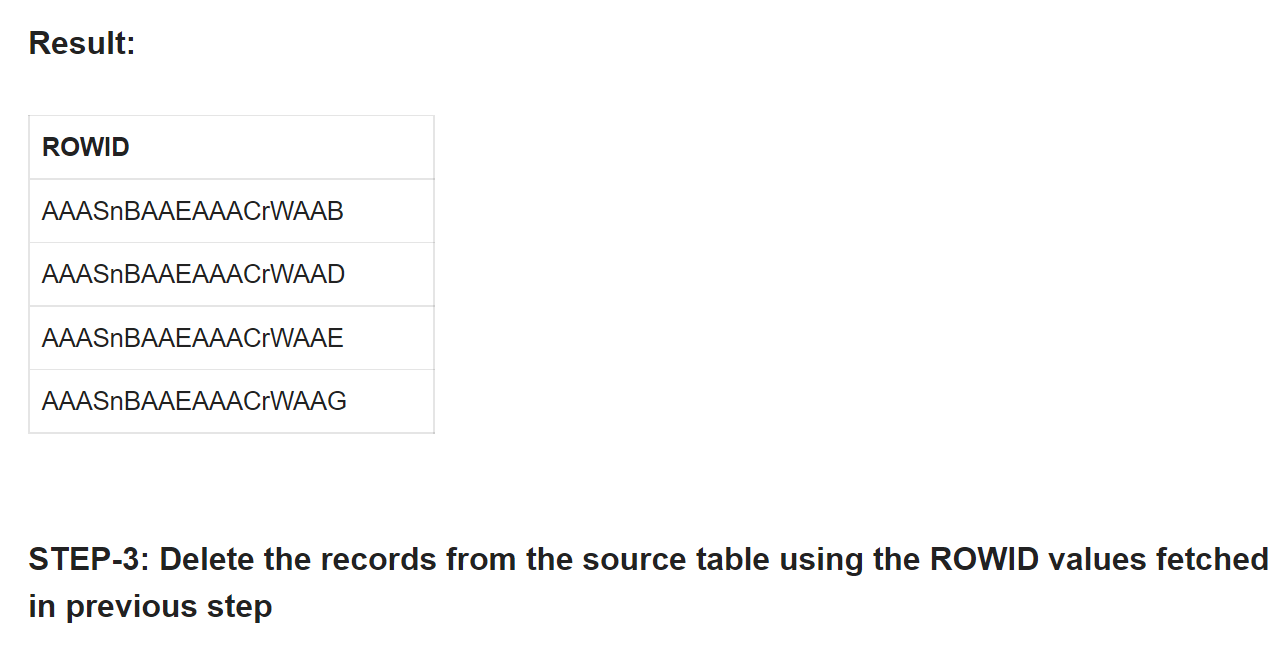 Result:
ROWID
AAASnBAAEAAACrWAAB
AAASnBAAEAAACrWAAD
AAASnBAAEAAACrWAAE
AAASnBAAEAAACrWAAG
STEP-3: Delete the records from the source table using the ROWID values fetched
in previous step